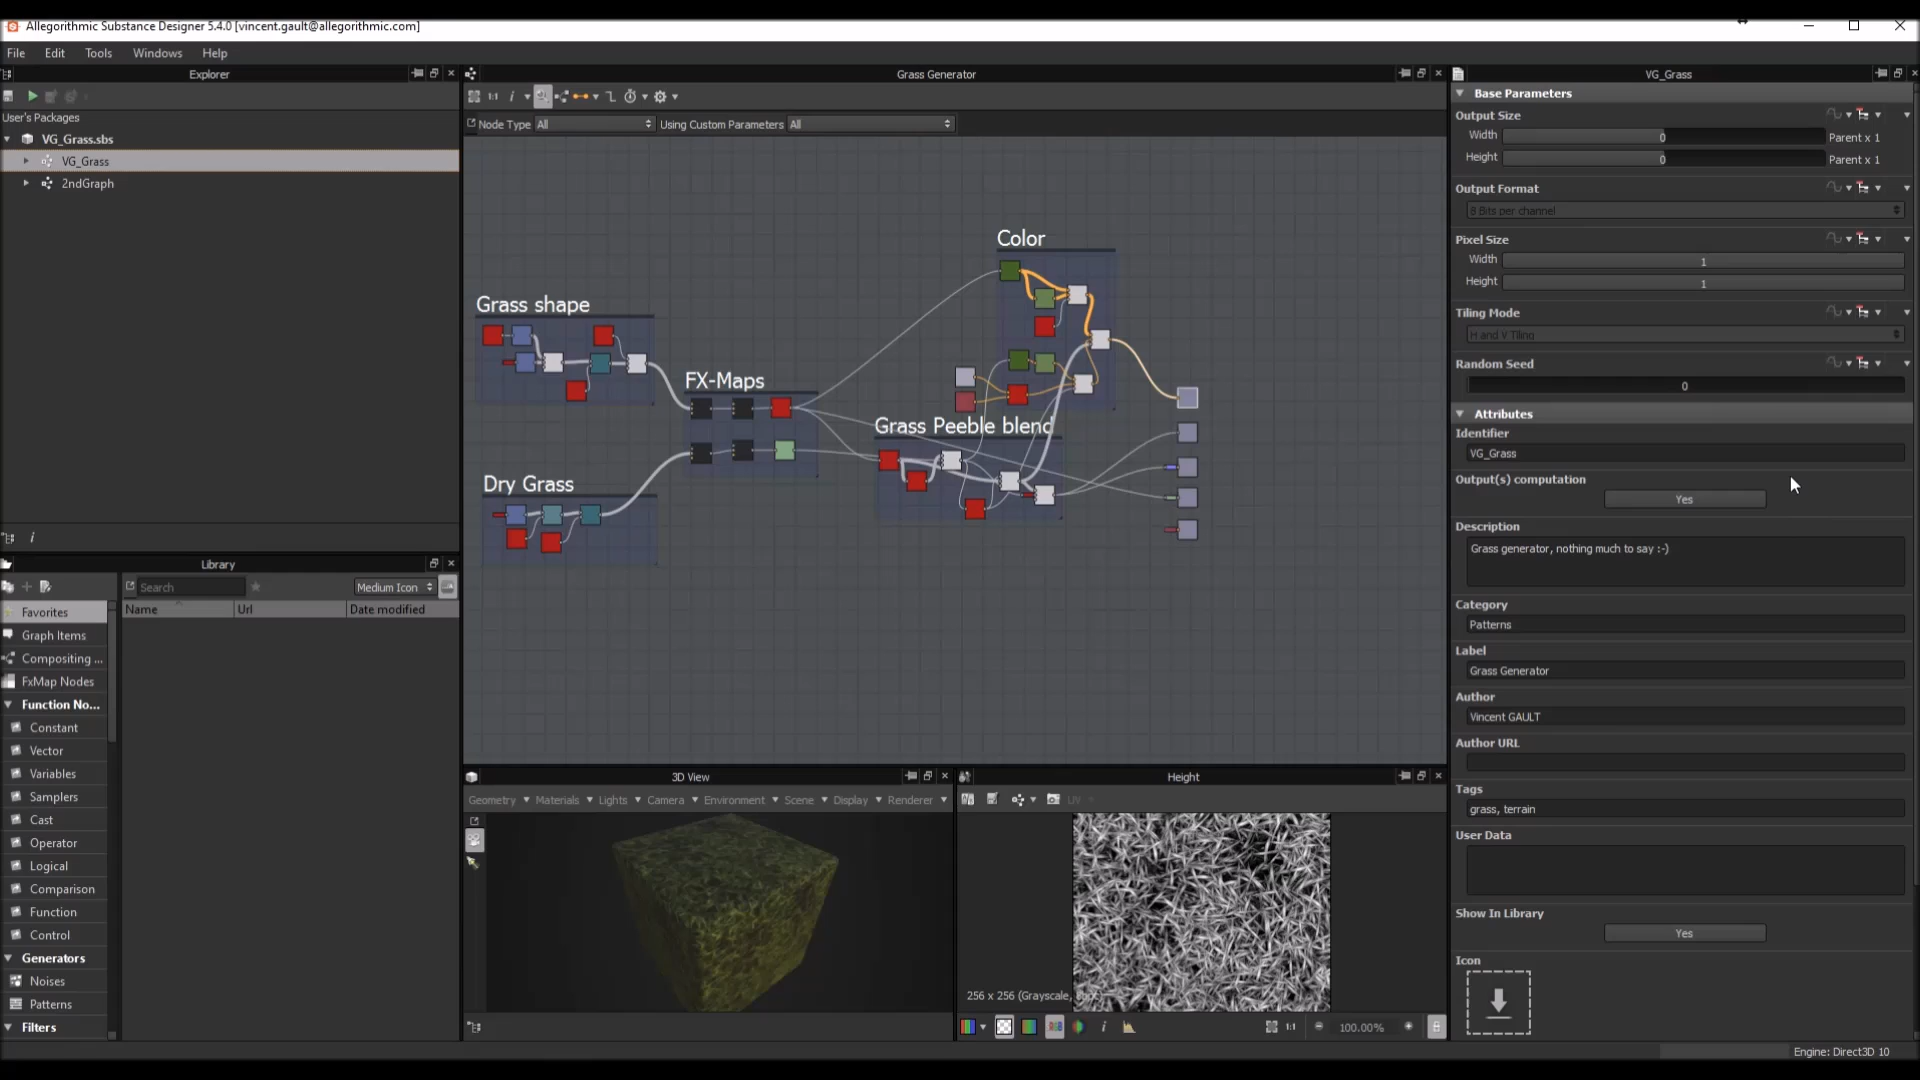 Allegorithmic Substance Designer 5.4.0 [vincent.gault@allegorithmic.com]
File Edit Tools Windows Help
Explorer
User's Packages
VG_Grass.sbs
VG_Grass
2ndGraph
Library
Search
Medium Icon
Favorites
Name Url Date modified
Graph Items
Compositing ...
FxMap Nodes
Function No...
Constant
Vector
Variables
Samplers
Cast
Operator
Logical
Comparison
Function
Control
Generators
Noises
Patterns
Filters
Grass Generator
1:1
Node Type All Using Custom Parameters All
Color
Grass shape
FX-Maps
Grass Peeble blend
Dry Grass
3D View
Geometry Materials Lights Camera Environment Scene Display Renderer
Height
UV
256 x 256 (Grayscale,
1:1
100.00%
VG_Grass
Base Parameters
Output Size
Width 0 Parent x 1
Height 0 Parent x 1
Output Format
8 Bits per channel
Pixel Size
Width 1
Height 1
Tiling Mode
H and V Tiling
Random Seed
0
Attributes
Identifier
VG_Grass
Output(s) computation
Yes
Description
Grass generator, nothing much to say :-)
Category
Patterns
Label
Grass Generator
Author
Vincent GAULT
Author URL
Tags
grass, terrain
User Data
Show In Library
Yes
Icon
Engine: Direct3D 10